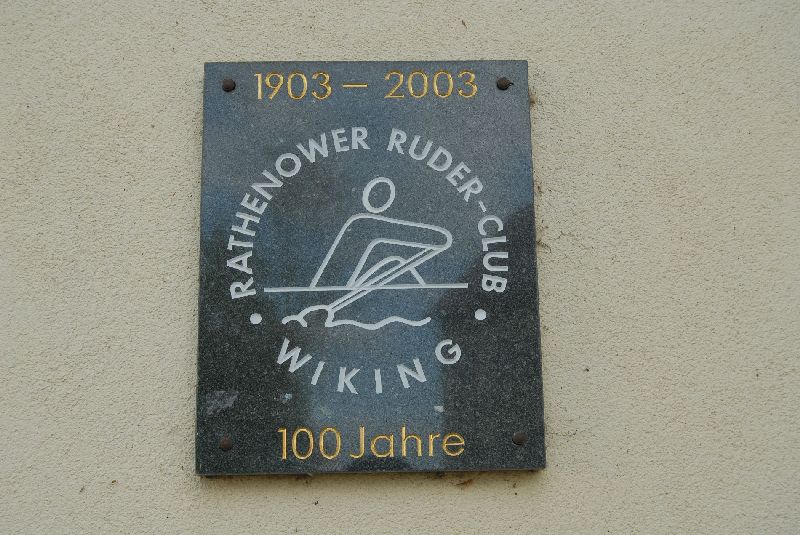 1903 – 2003
RATHENOWER RUDER-CLUB
• WIKING •
100 Jahre